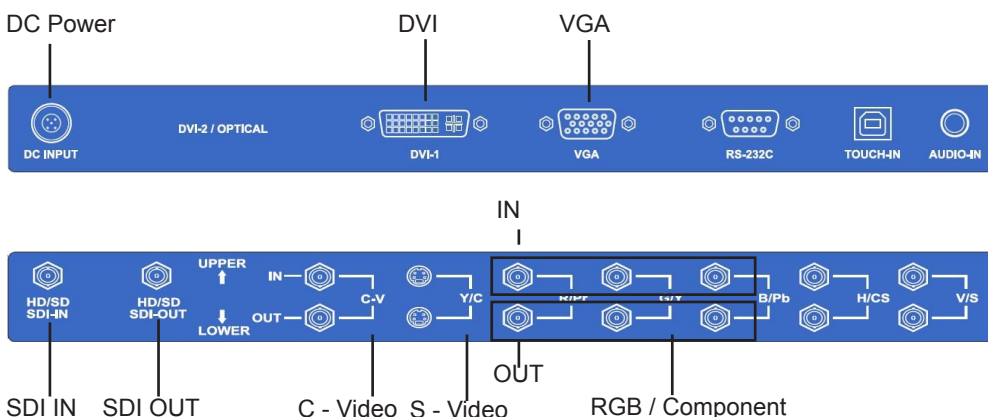 DC Power DVI VGA
DVI-2 / OPTICAL
DC INPUT DVI-1 VGA RS-232C TOUCH-IN AUDIO-IN
IN
UPPER
IN
HD/SD SDI-IN
HD/SD SDI-OUT
C-V Y/C R/Pr G/Y B/Pb H/CS V/S
OUT
LOWER
OUT
SDI IN SDI OUT C - Video S - Video RGB / Component